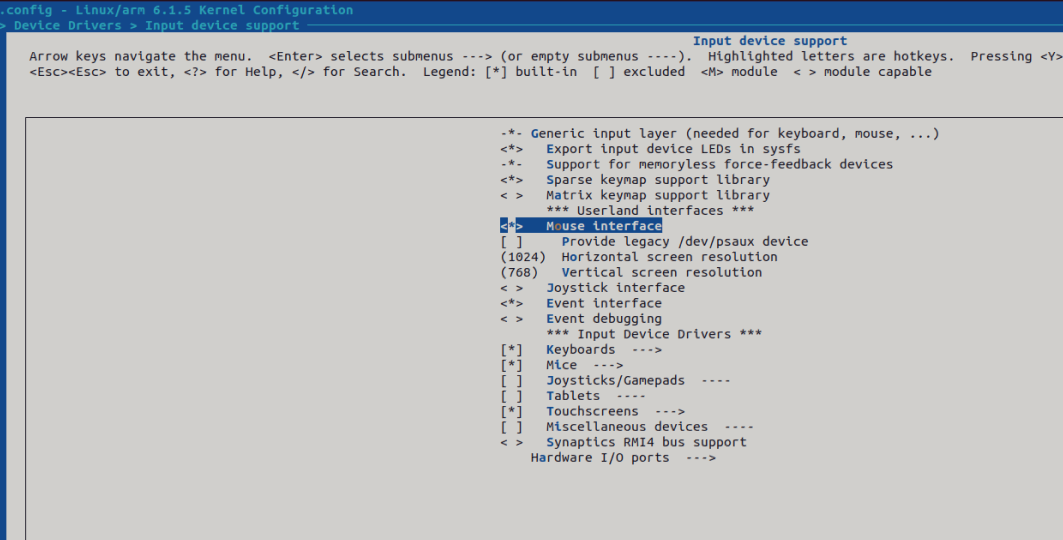 .config - Linux/arm 6.1.5 Kernel Configuration
> Device Drivers > Input device support
Input device support
Arrow keys navigate the menu.  <Enter> selects submenus ---> (or empty submenus ----).  Highlighted letters are hotkeys.  Pressing <Y>
<Esc><Esc> to exit, <?> for Help, </> for Search.  Legend: [*] built-in  [ ] excluded  <M> module  < > module capable
-*- Generic input layer (needed for keyboard, mouse, ...)
<*>   Export input device LEDs in sysfs
-*-   Support for memoryless force-feedback devices
<*>   Sparse keymap support library
< >   Matrix keymap support library
*** Userland interfaces ***
<*>   Mouse interface
[ ]     Provide legacy /dev/psaux device
(1024)  Horizontal screen resolution
(768)   Vertical screen resolution
< >   Joystick interface
<*>   Event interface
< >   Event debugging
*** Input Device Drivers ***
[*]   Keyboards  --->
[*]   Mice  --->
[ ]   Joysticks/Gamepads  ----
[ ]   Tablets  ----
[*]   Touchscreens  --->
[ ]   Miscellaneous devices  ----
< >   Synaptics RMI4 bus support
Hardware I/O ports  --->